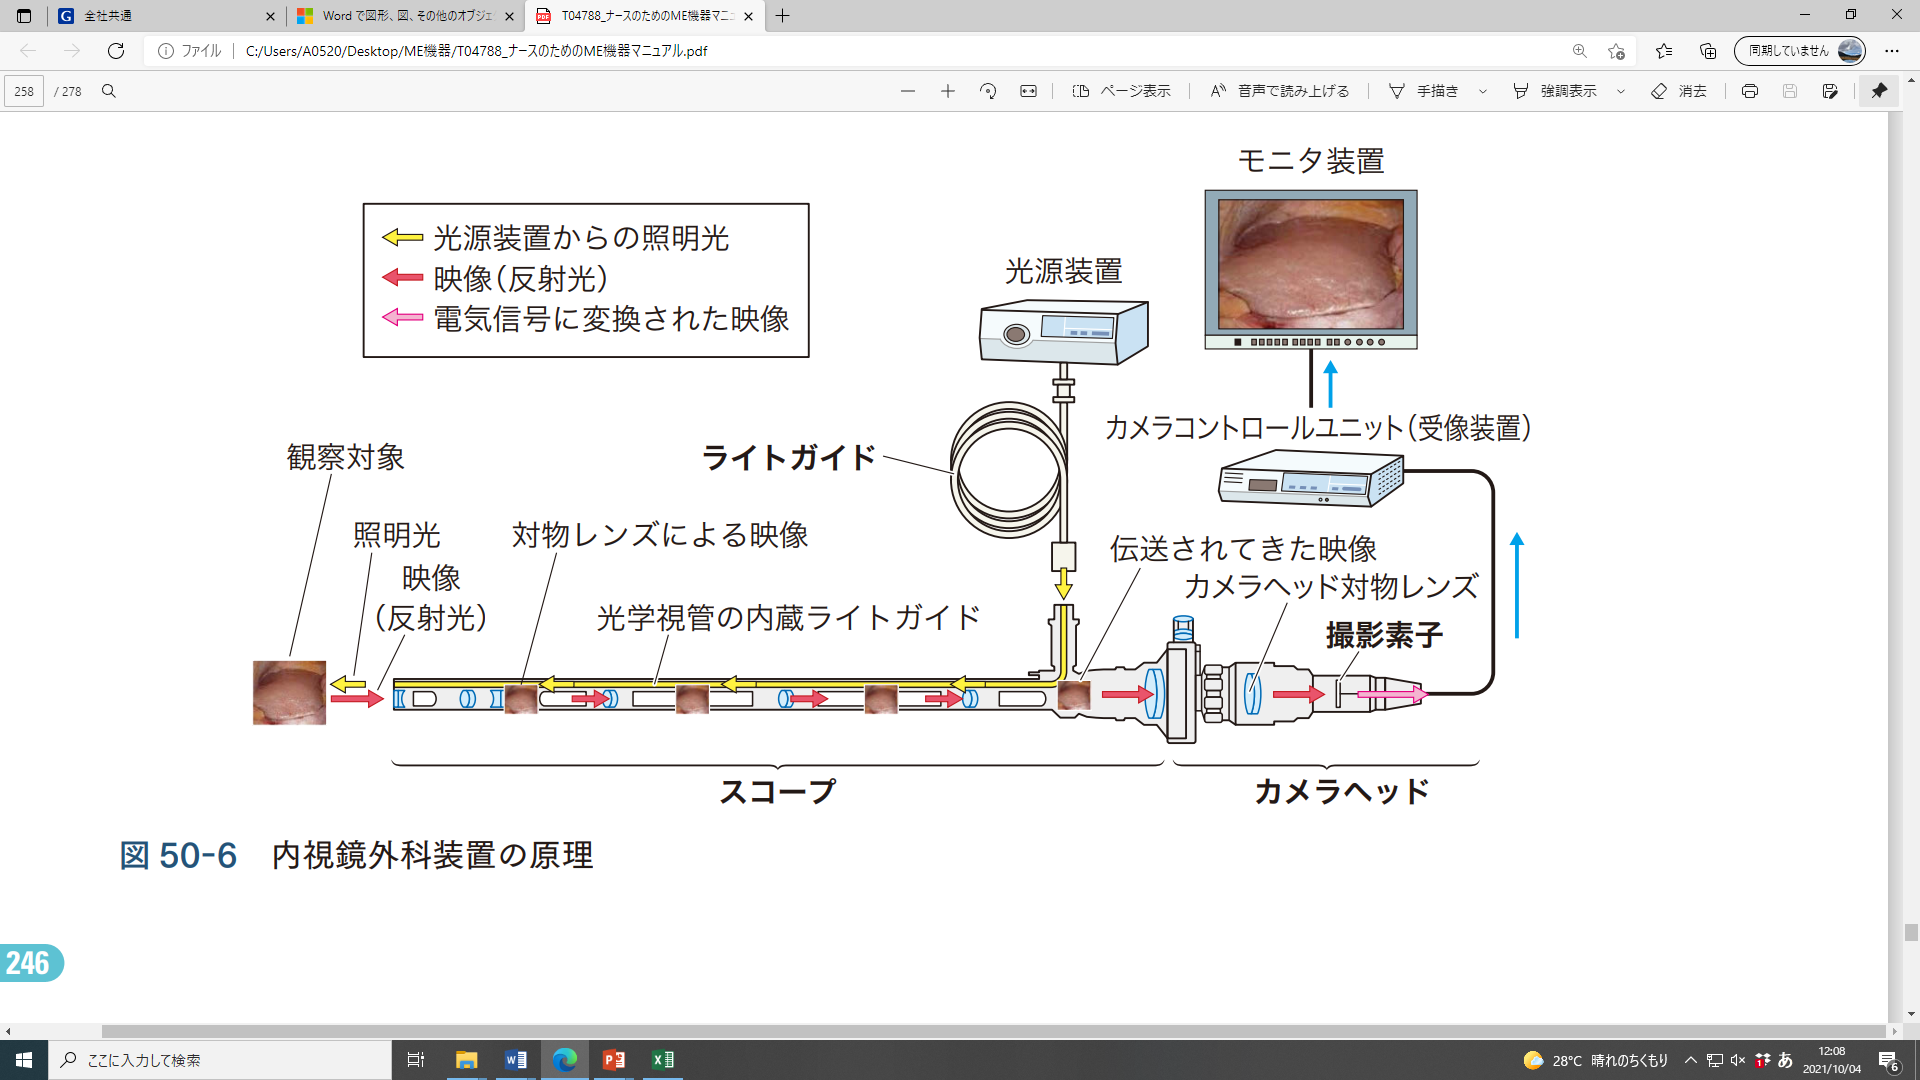 全社共通
Word で図形、図、その他のオブジェ
T04788_ナースのためのME機器マニュ
ファイル
C:/Users/A0520/Desktop/ME機器/T04788_ナースのためのME機器マニュアル.pdf
同期していません
258
/ 278
ページ表示
音声で読み上げる
手描き
強調表示
消去
モニタ装置
光源装置からの照明光
映像(反射光)
電気信号に変換された映像
光源装置
カメラコントロールユニット(受像装置)
ライトガイド
観察対象
照明光
対物レンズによる映像
伝送されてきた映像
映像
(反射光)
カメラヘッド対物レンズ
光学視管の内蔵ライトガイド
撮影素子
スコープ
カメラヘッド
図 50-6 内視鏡外科装置の原理
246
ここに入力して検索
28°C 晴れのちくもり
あ
12:08
2021/10/04
6